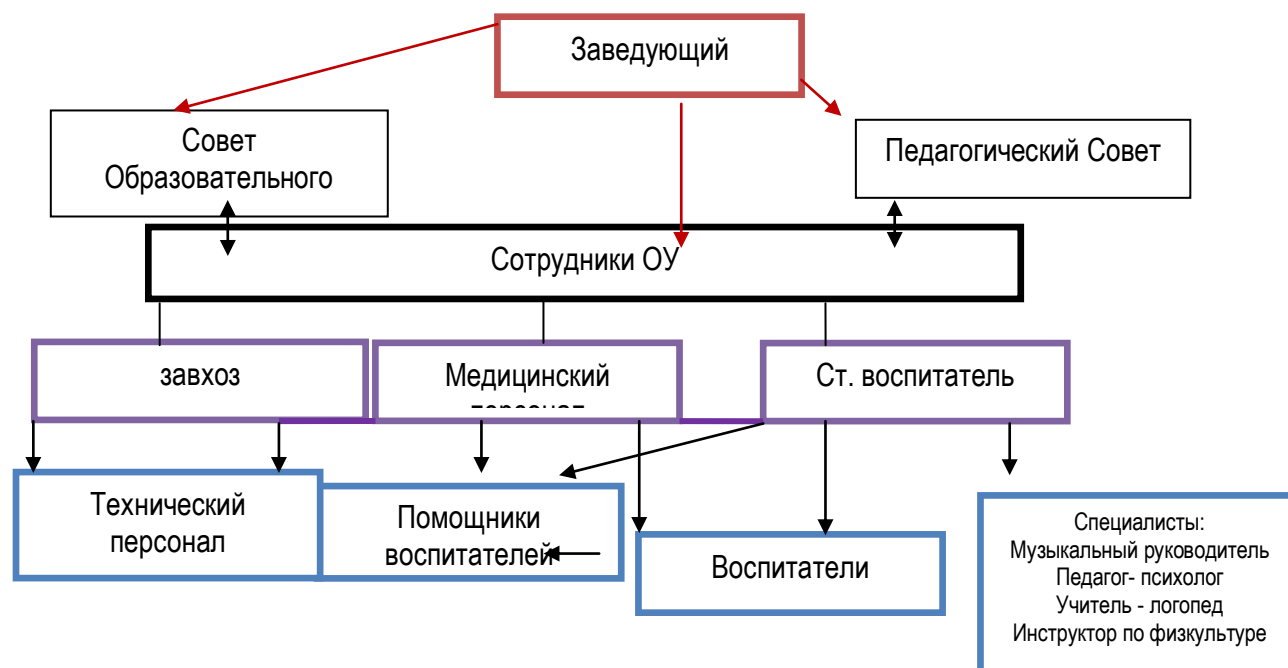 Заведующий
Совет
Образовательного
Педагогический Совет
Сотрудники ОУ
завхоз
Медицинский
Ст. воспитатель
Технический
персонал
Помощники
воспитателей
Воспитатели
Специалисты:
Музыкальный руководитель
Педагог- психолог
Учитель - логопед
Инструктор по физкультуре